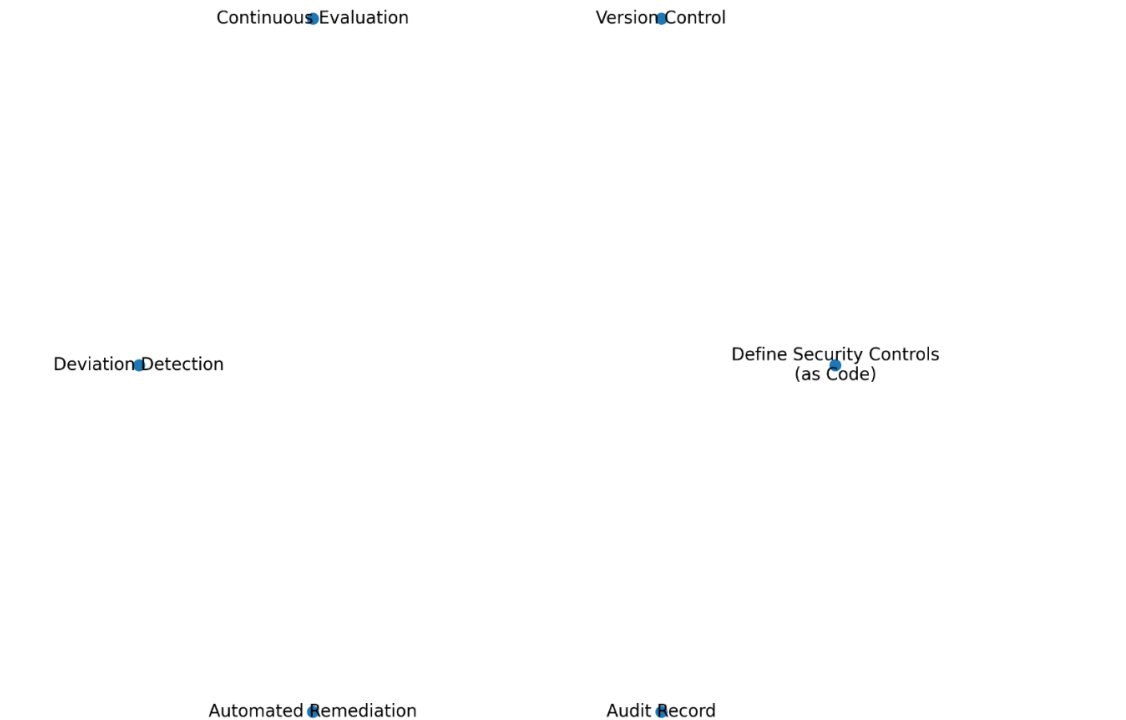 Continuous Evaluation
Version Control
Deviation Detection
Define Security Controls
(as Code)
Automated Remediation
Audit Record